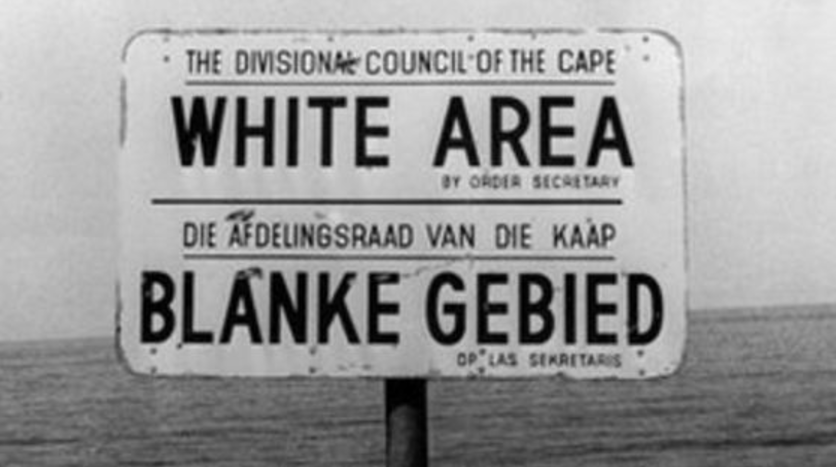 THE DIVISIONAL COUNCIL OF THE CAPE
WHITE AREA
BY ORDER SECRETARY
DIE AFDELINGSRAAD VAN DIE KAAP
BLANKE GEBIED
OP LAS SEKRETARIS